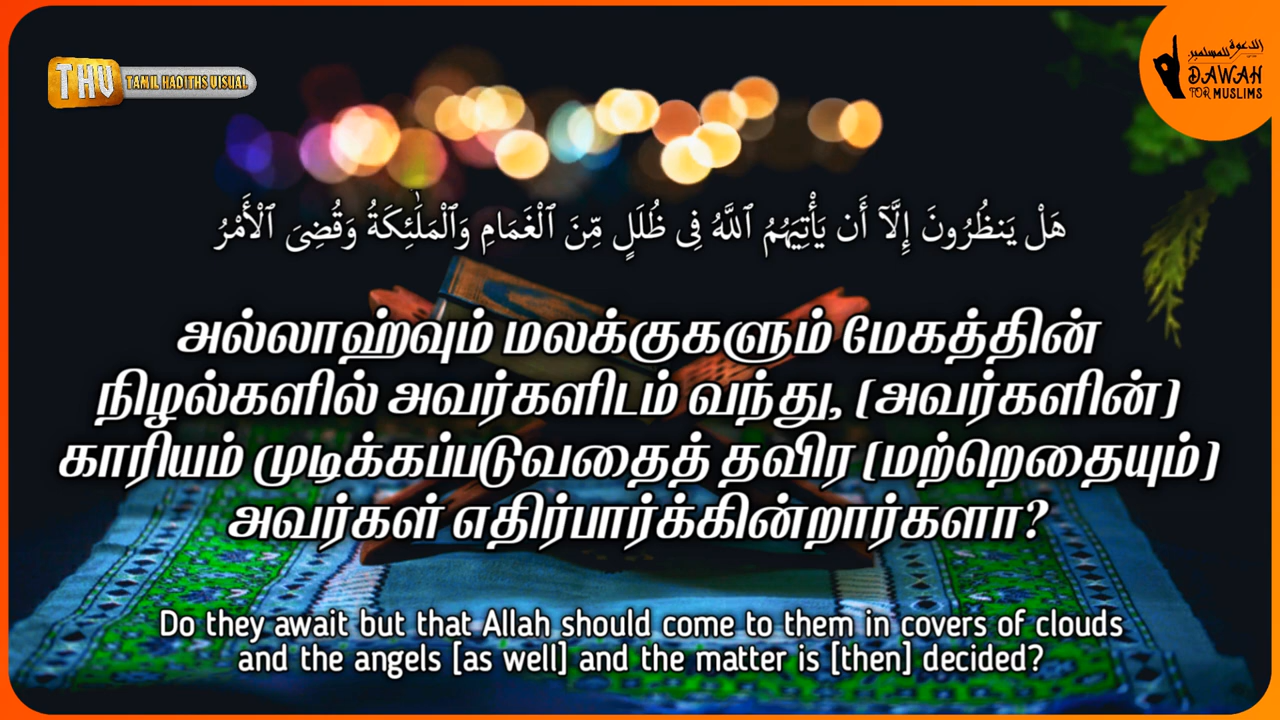 THV TAMIL HADITHS VISUAL
الدعوة للمسلمين
DAWAH
FOR MUSLIMS
هَلْ يَنظُرُونَ إِلَّآ أَن يَأْتِيَهُمُ ٱللَّهُ فِى ظُلَلٍ مِّنَ ٱلْغَمَامِ وَٱلْمَلَـٰٓئِكَةُ وَقُضِىَ ٱلْأَمْرُ
அல்லாஹ்வும் மலக்குகளும் மேகத்தின்
நிழல்களில் அவர்களிடம் வந்து, (அவர்களின்)
காரியம் முடிக்கப்படுவதைத் தவிர (மற்றெதையும்)
அவர்கள் எதிர்பார்க்கின்றார்களா?
Do they await but that Allah should come to them in covers of clouds
and the angels [as well] and the matter is [then] decided?